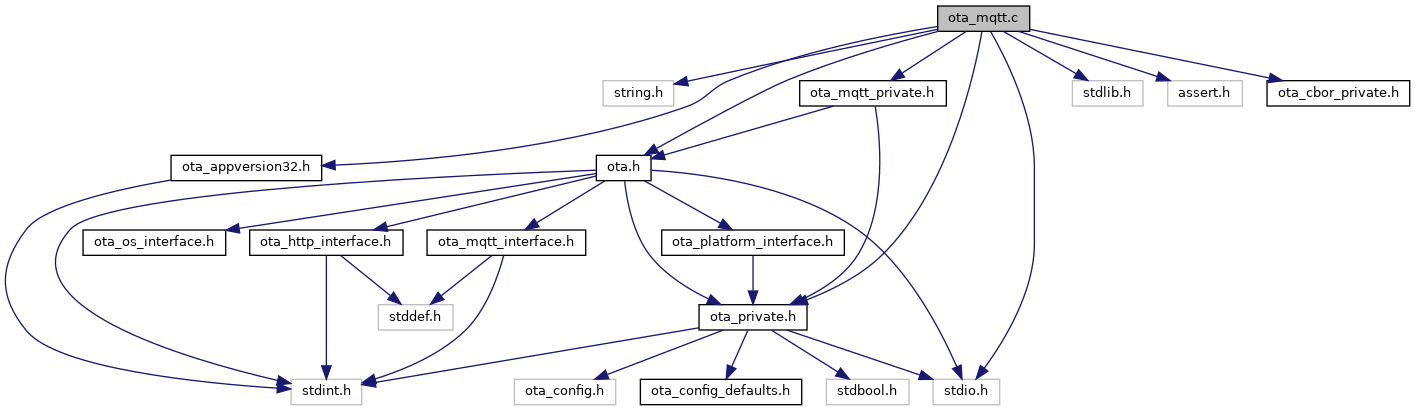 ota_mqtt.c
string.h
ota_mqtt_private.h
stdlib.h
assert.h
ota_cbor_private.h
ota_appversion32.h
ota.h
ota_os_interface.h
ota_http_interface.h
ota_mqtt_interface.h
ota_platform_interface.h
stddef.h
ota_private.h
stdint.h
ota_config.h
ota_config_defaults.h
stdbool.h
stdio.h